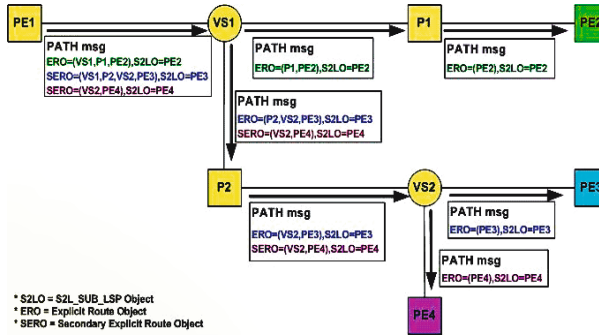 PE1
VS1
P1
PE2
PATH msg
ERO=(VS1,P1,PE2),S2LO=PE2
SERO=(VS1,P2,VS2,PE3),S2LO=PE3
SERO=(VS2,PE4),S2LO=PE4
PATH msg
ERO=(P1,PE2),S2LO=PE2
PATH msg
ERO=(PE2),S2LO=PE2
PATH msg
ERO=(P2,VS2,PE3),S2LO=PE3
SERO=(VS2,PE4),S2LO=PE4
P2
VS2
PE3
PATH msg
ERO=(VS2,PE3),S2LO=PE3
SERO=(VS2,PE4),S2LO=PE4
PATH msg
ERO=(PE3),S2LO=PE3
PATH msg
ERO=(PE4),S2LO=PE4
PE4
* S2LO = S2L_SUB_LSP Object
* ERO = Explicit Route Object
* SERO = Secondary Explicit Route Object